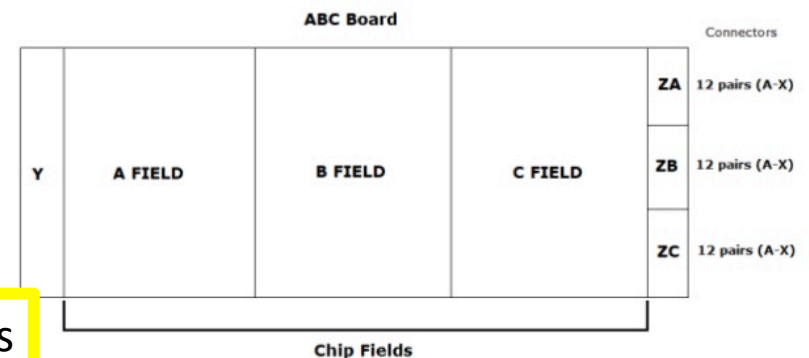 ABC Board
Connectors
ZA 12 pairs (A-X)
Y A FIELD B FIELD C FIELD ZB 12 pairs (A-X)
ZC 12 pairs (A-X)
s
Chip Fields